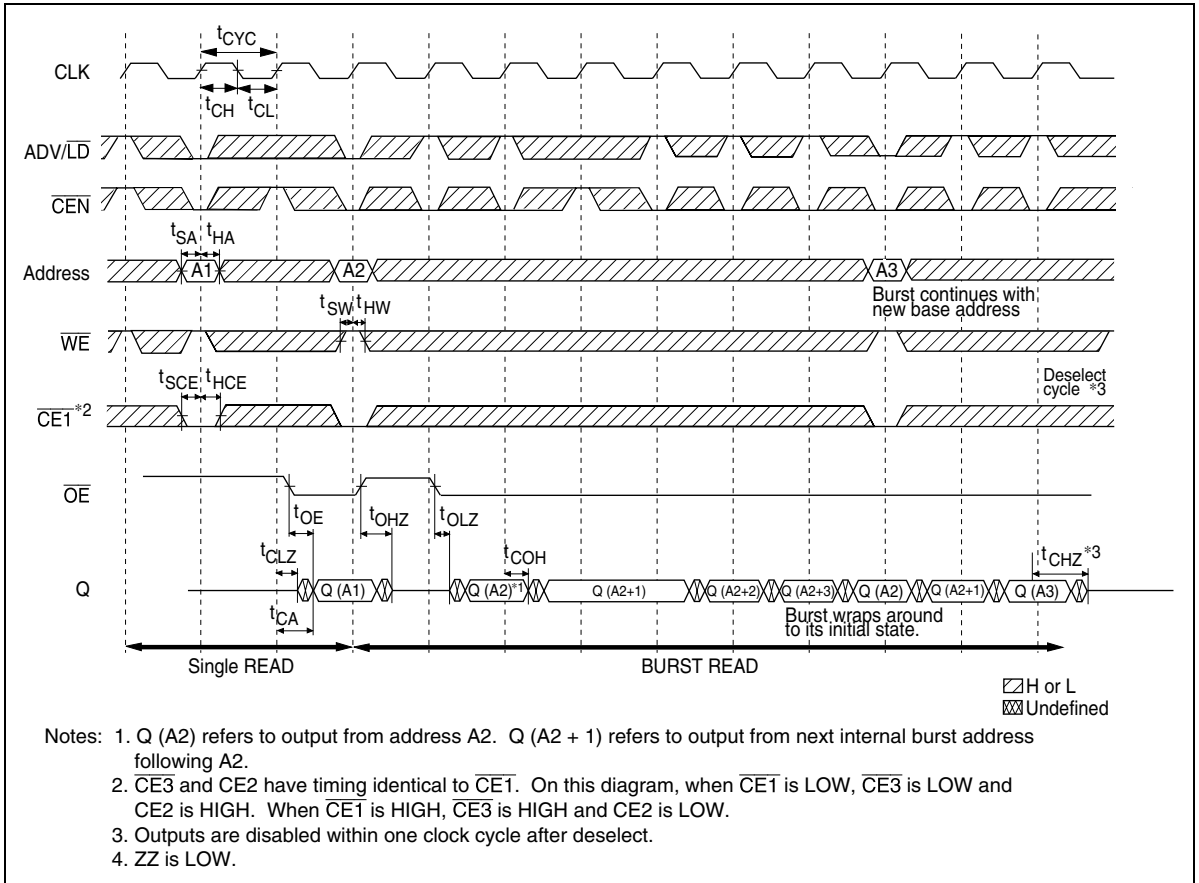 tCYC
CLK
tCH tCL
ADV/LD
CEN
tSA tHA
Address A1 A2 A3
Burst continues with
new base address
tSW tHW
WE
tSCE tHCE
Deselect
cycle *3
CE1*2
OE
tOE tOHZ tOLZ
tCLZ tCOH tCHZ*3
Q Q (A1) Q (A2)*1 Q (A2+1) Q (A2+2) Q (A2+3) Q (A2) Q (A2+1) Q (A3)
tCA
Burst wraps around
to its initial state.
Single READ BURST READ
H or L
Undefined
Notes: 1. Q (A2) refers to output from address A2. Q (A2 + 1) refers to output from next internal burst address
following A2.
2. CE3 and CE2 have timing identical to CE1. On this diagram, when CE1 is LOW, CE3 is LOW and
CE2 is HIGH. When CE1 is HIGH, CE3 is HIGH and CE2 is LOW.
3. Outputs are disabled within one clock cycle after deselect.
4. ZZ is LOW.